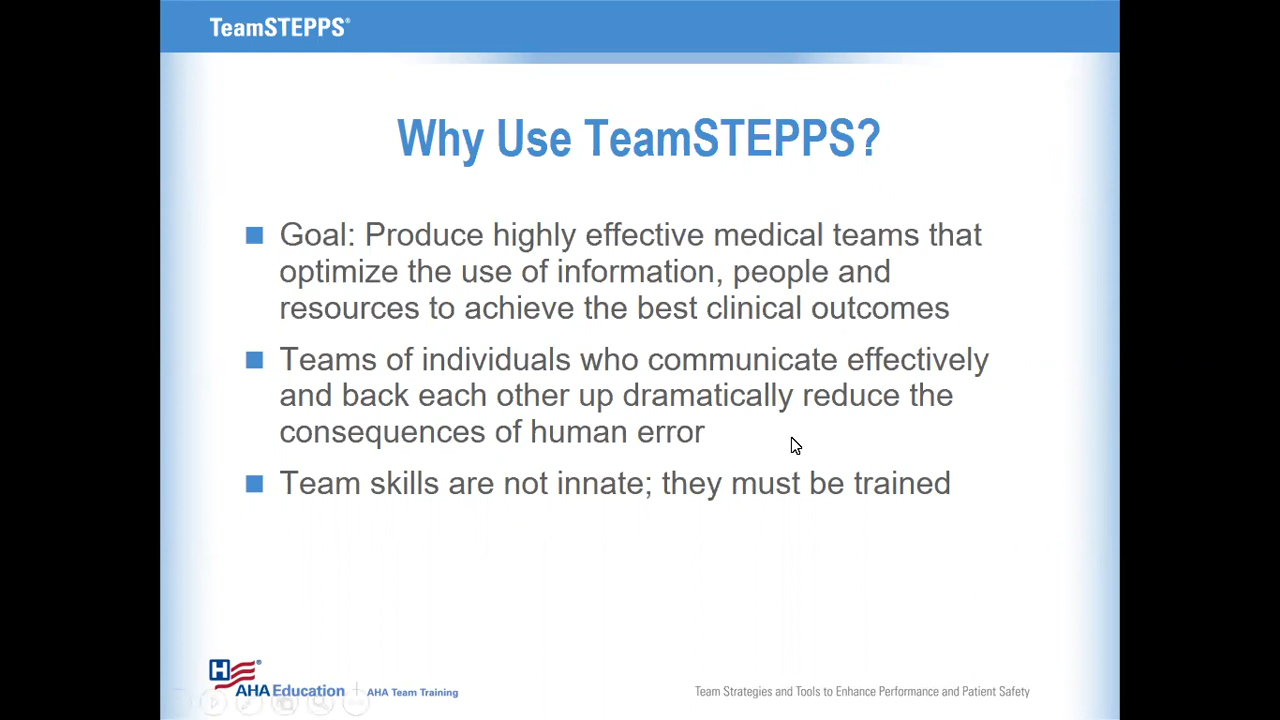 TeamSTEPPS®
Why Use TeamSTEPPS?
Goal: Produce highly effective medical teams that
optimize the use of information, people and
resources to achieve the best clinical outcomes
Teams of individuals who communicate effectively
and back each other up dramatically reduce the
consequences of human error
Team skills are not innate; they must be trained
H®
AHA Education | AHA Team Training
Team Strategies and Tools to Enhance Performance and Patient Safety